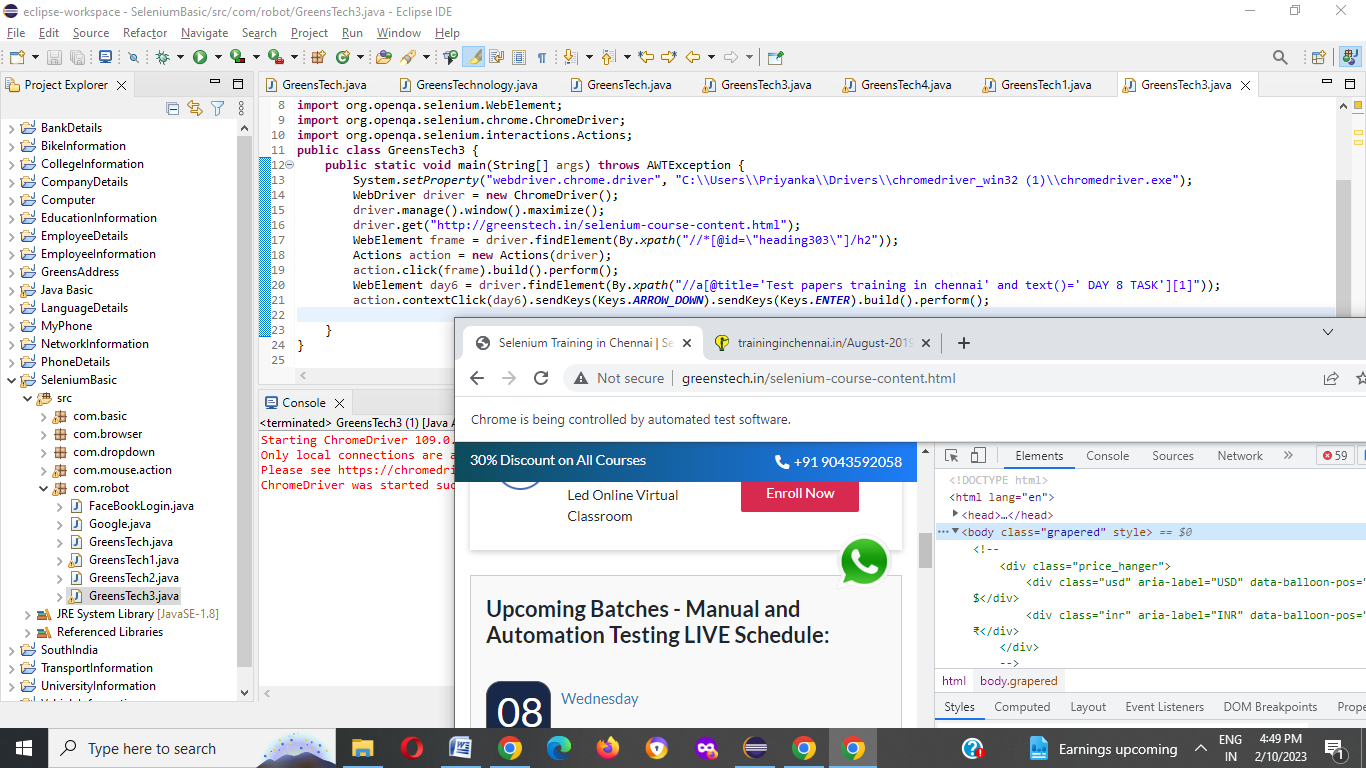 eclipse-workspace - SeleniumBasic/src/com/robot/GreensTech3.java - Eclipse IDE
File Edit Source Refactor Navigate Search Project Run Window Help
Project Explorer
BankDetails
BikeInformation
CollegeInformation
CompanyDetails
Computer
EducationInformation
EmployeeDetails
EmployeeInformation
GreensAddress
Java Basic
LanguageDetails
MyPhone
NetworkInformation
PhoneDetails
SeleniumBasic
src
com.basic
com.browser
com.dropdown
com.mouse.action
com.robot
FaceBookLogin.java
Google.java
GreensTech.java
GreensTech1.java
GreensTech2.java
GreensTech3.java
JRE System Library [JavaSE-1.8]
Referenced Libraries
SouthIndia
TransportInformation
UniversityInformation
GreensTech.java GreensTechnology.java GreensTech.java GreensTech3.java GreensTech4.java GreensTech1.java GreensTech3.java
8 import org.openqa.selenium.WebElement;
9 import org.openqa.selenium.chrome.ChromeDriver;
10 import org.openqa.selenium.interactions.Actions;
11 public class GreensTech3 {
12 public static void main(String[] args) throws AWTException {
13 System.setProperty("webdriver.chrome.driver", "C:\\Users\\Priyanka\\Drivers\\chromedriver_win32 (1)\\chromedriver.exe");
14 WebDriver driver = new ChromeDriver();
15 driver.manage().window().maximize();
16 driver.get("http://greenstech.in/selenium-course-content.html");
17 WebElement frame = driver.findElement(By.xpath("//*[@id=\"heading303\"]/h2"));
18 Actions action = new Actions(driver);
19 action.click(frame).build().perform();
20 WebElement day6 = driver.findElement(By.xpath("//a[@title='Test papers training in chennai' and text()=' DAY 8 TASK'][1]"));
21 action.contextClick(day6).sendKeys(Keys.ARROW_DOWN).sendKeys(Keys.ENTER).build().perform();
22
23 }
24 }
25
Console
<terminated> GreensTech3 (1) [Java A
Starting ChromeDriver 109.0.
Only local connections are a
Please see https://chromedri
ChromeDriver was started suc
Selenium Training in Chennai | Se
traininginchennai.in/August-2019
Not secure greenstech.in/selenium-course-content.html
Chrome is being controlled by automated test software.
30% Discount on All Courses +91 9043592058
Led Online Virtual
Classroom
Enroll Now
Upcoming Batches - Manual and
Automation Testing LIVE Schedule:
08
Wednesday
Elements Console Sources Network » 59
<!DOCTYPE html>
<html lang="en">
<head>…</head>
<body class="grapered" style> == $0
<!--
<div class="price_hanger">
<div class="usd" aria-label="USD" data-balloon-pos="
$</div>
<div class="inr" aria-label="INR" data-balloon-pos="
₹</div>
</div>
-->
html body.grapered
Styles Computed Layout Event Listeners DOM Breakpoints Prope
Type here to search
Earnings upcoming
ENG
IN
4:49 PM
2/10/2023
1